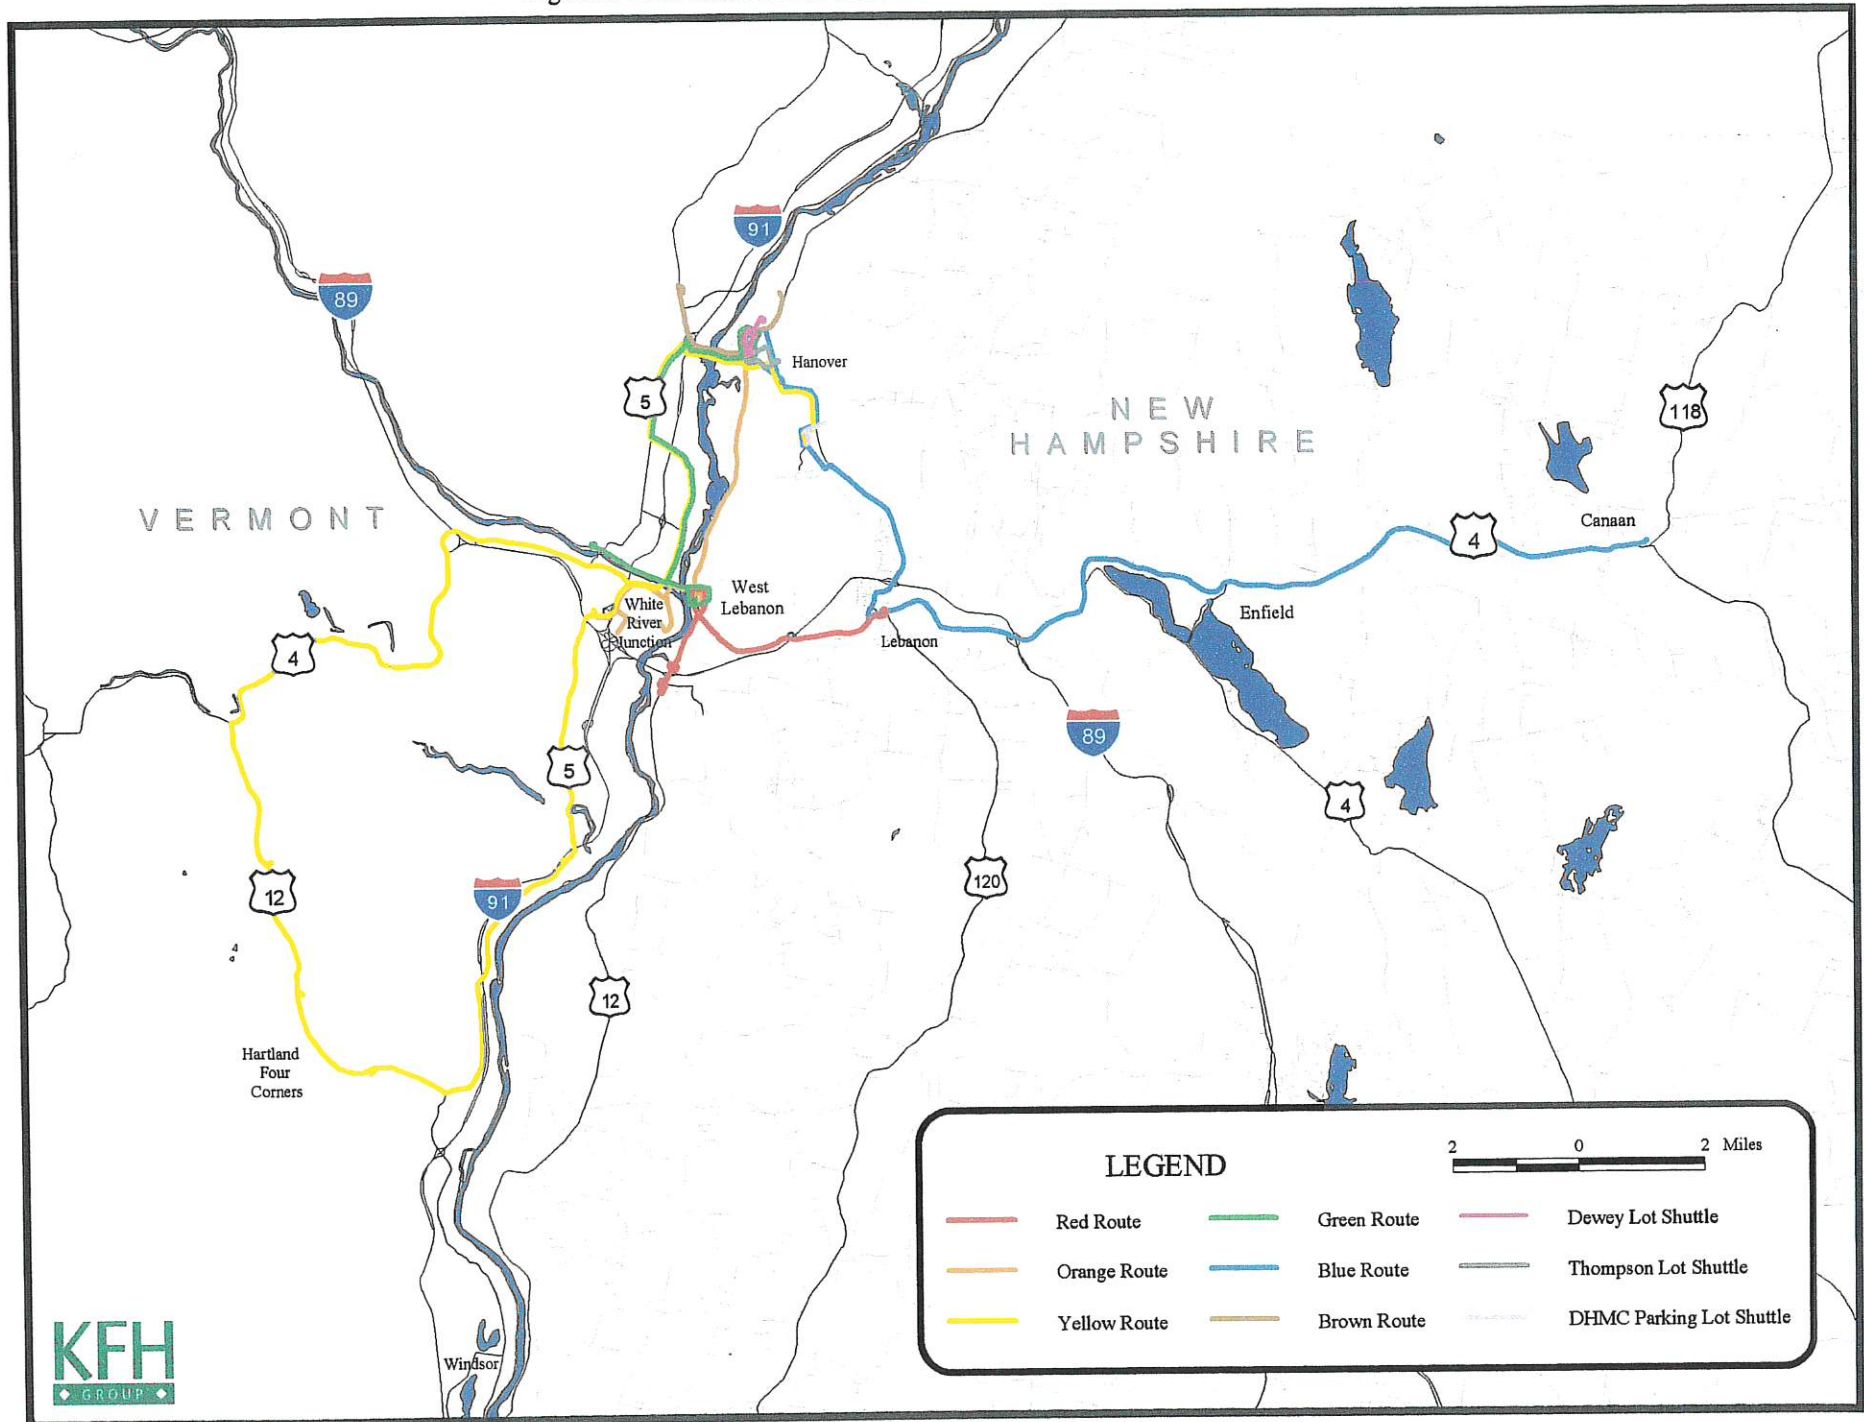 91
89
Hanover
5
NEW
HAMPSHIRE
118
VERMONT
Canaan
4
West
Lebanon
White
River
Junction
Enfield
Lebanon
4
89
5
4
12
91
120
12
Hartland
Four
Corners
LEGEND
2 0 2 Miles
Red Route
Green Route
Dewey Lot Shuttle
Orange Route
Blue Route
Thompson Lot Shuttle
Yellow Route
Brown Route
DHMC Parking Lot Shuttle
KFH
GROUP
Windsor